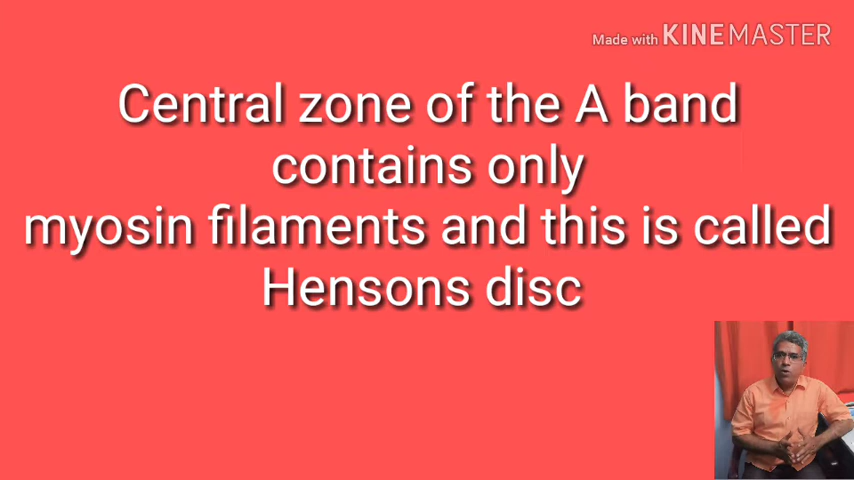 Made with KINEMASTER
Central zone of the A band
contains only
myosin filaments and this is called
Hensons disc